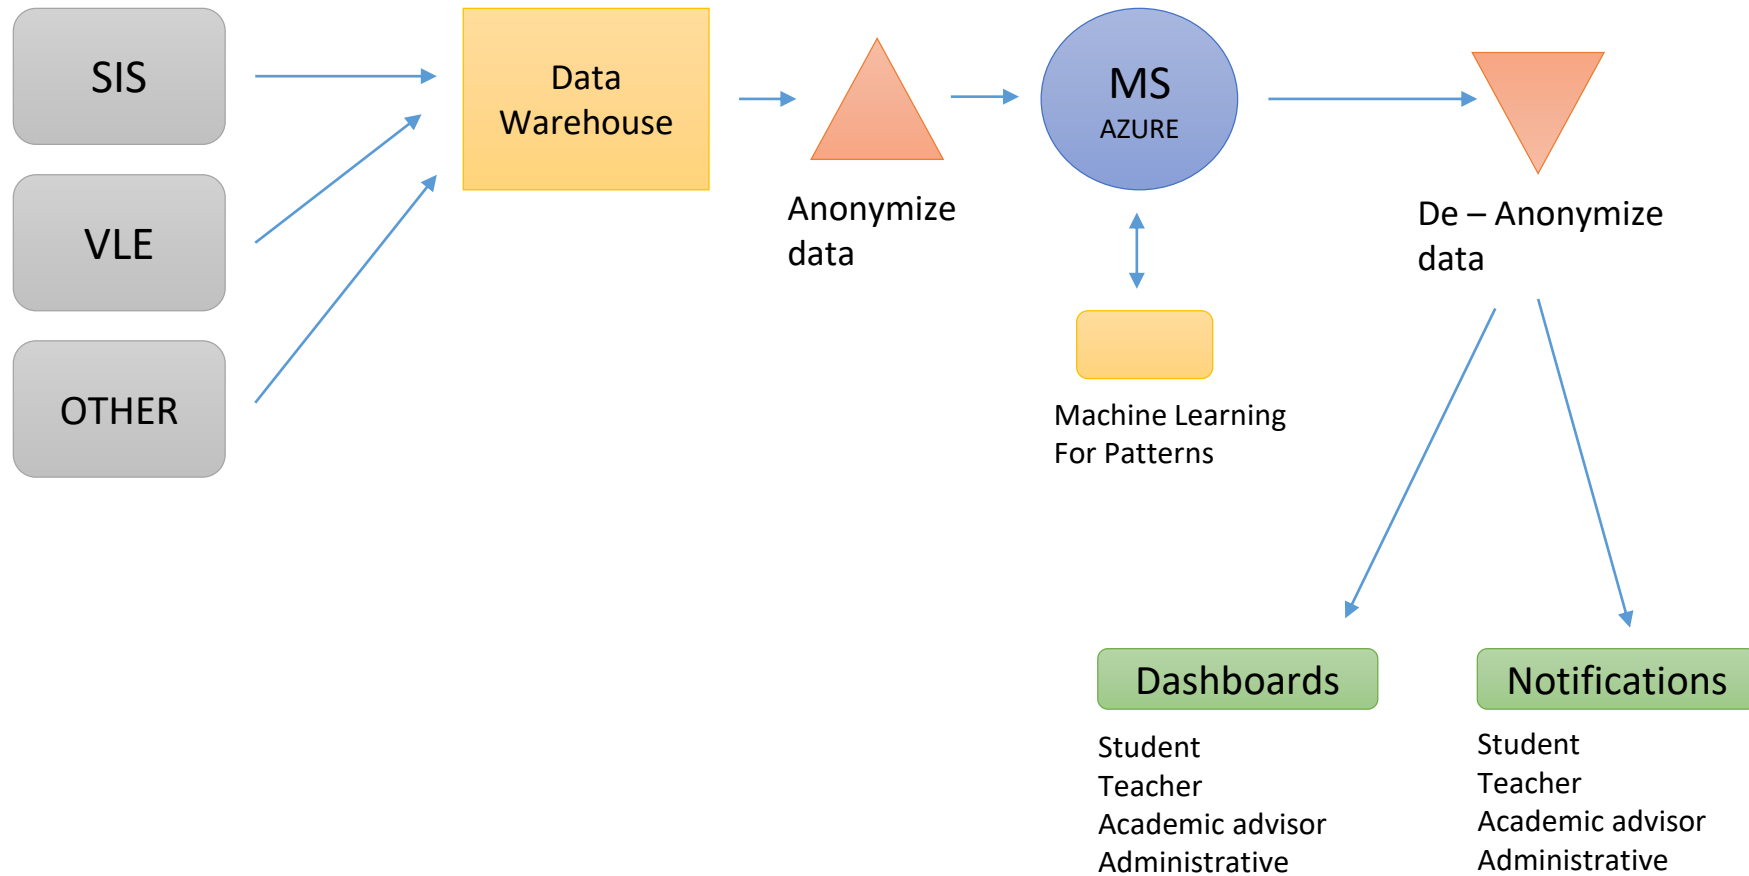 SIS
VLE
OTHER
Data
Warehouse
Anonymize
data
MS
AZURE
Machine Learning
For Patterns
De – Anonymize
data
Dashboards
Student
Teacher
Academic advisor
Administrative
Notifications
Student
Teacher
Academic advisor
Administrative